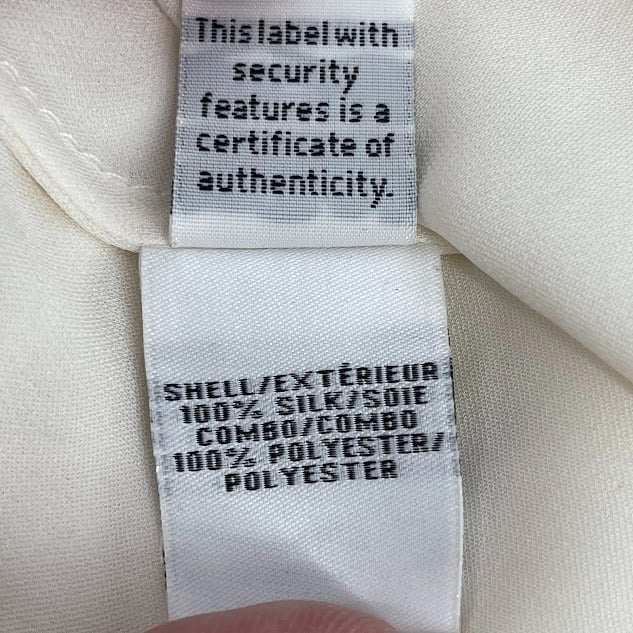 This label with
security
features is a
certificate of
authenticity.
SHELL/EXTÉRIEUR
100% SILK/SOIE
COMBO/COMBO
100% POLYESTER/
POLYESTER